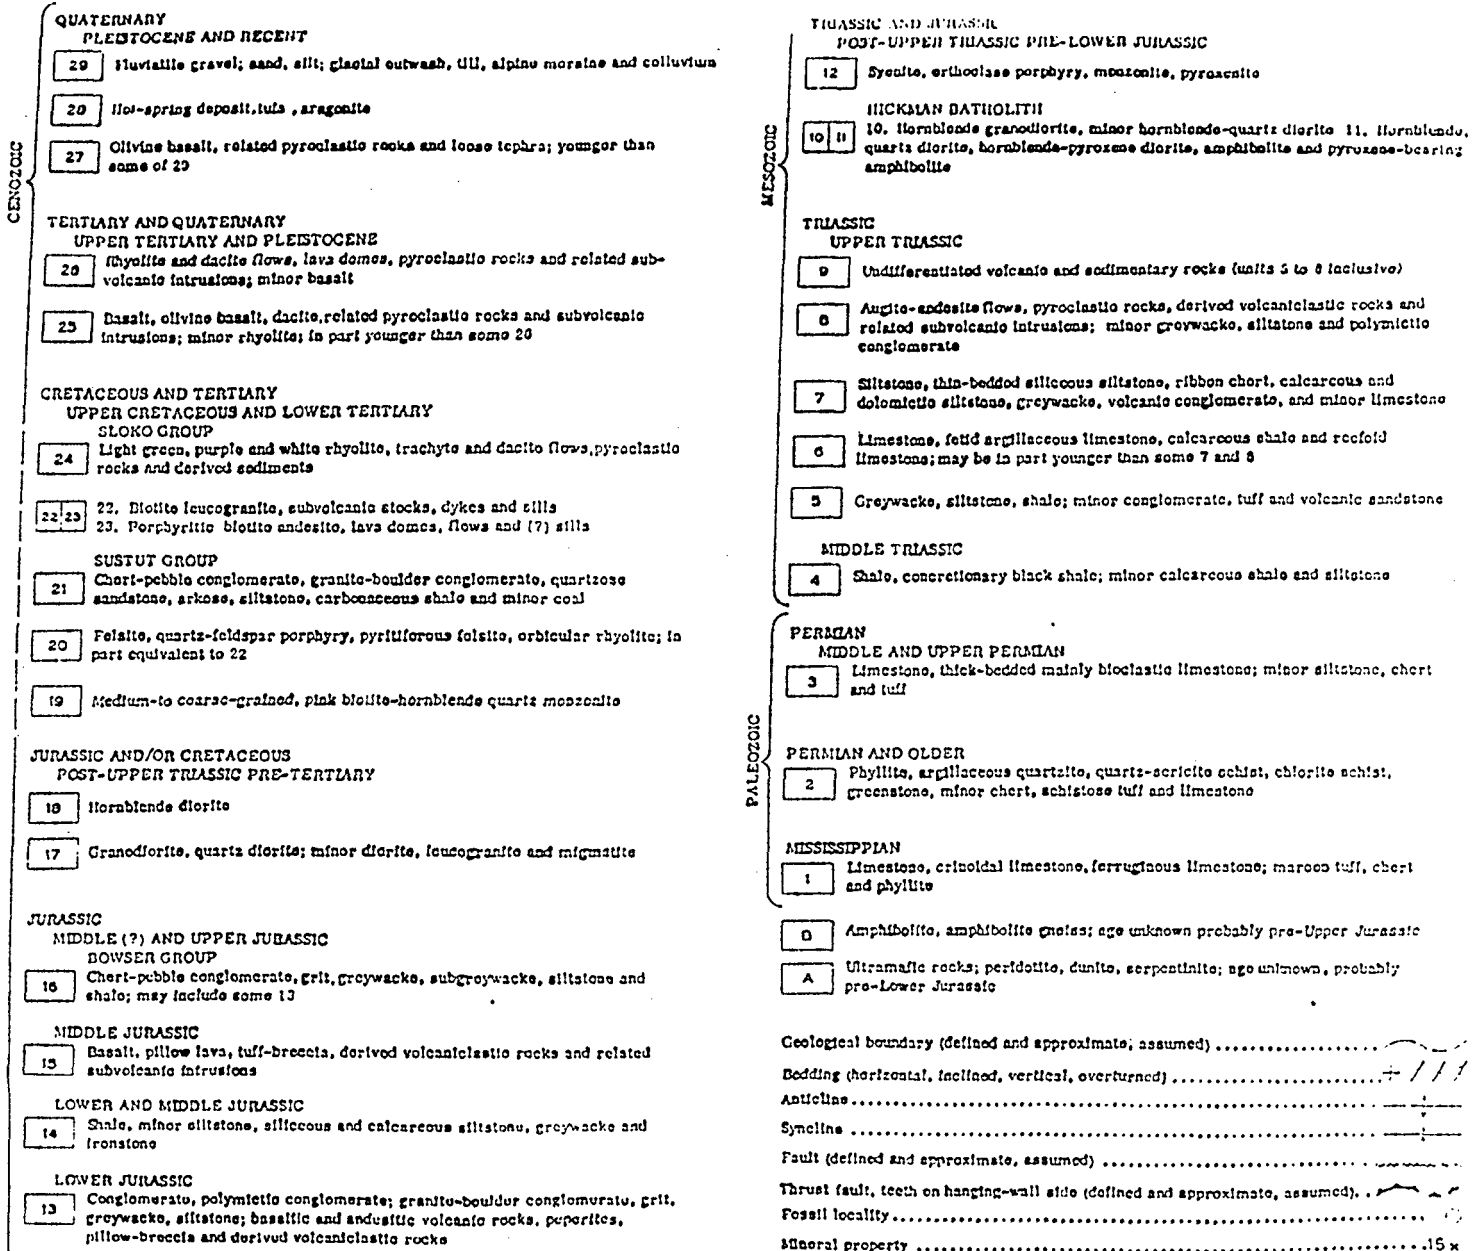 CENOZOIC
QUATERNARY
PLEISTOCENE AND RECENT
29 Fluviatile gravel; sand, silt; glacial outwash, till, alpine moraine and colluvium
28 Hot-spring deposit, tufa, aragonite
27 Olivine basalt, related pyroclastic rocks and loose tephra; younger than
some of 29
TERTIARY AND QUATERNARY
UPPER TERTIARY AND PLEISTOCENE
26 Rhyolite and dacite flows, lava domes, pyroclastic rocks and related sub-
volcanic intrusions; minor basalt
25 Basalt, olivine basalt, dacite, related pyroclastic rocks and subvolcanic
intrusions; minor rhyolite; in part younger than some 26
CRETACEOUS AND TERTIARY
UPPER CRETACEOUS AND LOWER TERTIARY
SLOKO GROUP
24 Light green, purple and white rhyolite, trachyte and dacite flows, pyroclastic
rocks and derived sediments
22 23 22. Biotite leucogranite, subvolcanic stocks, dykes and sills
23. Porphyritic biotite andesite, lava domes, flows and (?) sills
SUSTUT GROUP
21 Chert-pebble conglomerate, granite-boulder conglomerate, quartzose
sandstone, arkose, siltstone, carbonaceous shale and minor coal
20 Felsite, quartz-feldspar porphyry, pyritiferous felsite, orbicular rhyolite; in
part equivalent to 22
19 Medium-to coarse-grained, pink biotite-hornblende quartz monzonite
JURASSIC AND/OR CRETACEOUS
POST-UPPER TRIASSIC PRE-TERTIARY
18 Hornblende diorite
17 Granodiorite, quartz diorite; minor diorite, leucogranite and migmatite
JURASSIC
MIDDLE (?) AND UPPER JURASSIC
BOWSER GROUP
16 Chert-pebble conglomerate, grit, greywacke, subgreywacke, siltstone and
shale; may include some 13
MIDDLE JURASSIC
15 Basalt, pillow lava, tuff-breccia, derived volcaniclastic rocks and related
subvolcanic intrusions
LOWER AND MIDDLE JURASSIC
14 Shale, minor siltstone, siliceous and calcareous siltstone, greywacke and
ironstone
LOWER JURASSIC
13 Conglomerate, polymictic conglomerate; granite-boulder conglomerate, grit,
greywacke, siltstone; basaltic and andesitic volcanic rocks, peperites,
pillow-breccia and derived volcaniclastic rocks
MESOZOIC
TRIASSIC AND JURASSIC
POST-UPPER TRIASSIC PRE-LOWER JURASSIC
12 Syenite, orthoclase porphyry, monzonite, pyroxenite
HICKMAN BATHOLITH
10 11 10. Hornblende granodiorite, minor hornblende-quartz diorite 11. Hornblende,
quartz diorite, hornblende-pyroxene diorite, amphibolite and pyroxene-bearing
amphibolite
TRIASSIC
UPPER TRIASSIC
9 Undifferentiated volcanic and sedimentary rocks (units 5 to 8 inclusive)
8 Augite-andesite flows, pyroclastic rocks, derived volcaniclastic rocks and
related subvolcanic intrusions; minor greywacke, siltstone and polymictic
conglomerate
7 Siltstone, thin-bedded siliceous siltstone, ribbon chert, calcareous and
dolomitic siltstone, greywacke, volcanic conglomerate, and minor limestone
6 Limestone, fetid argillaceous limestone, calcareous shale and reefoid
limestone; may be in part younger than some 7 and 8
5 Greywacke, siltstone, shale; minor conglomerate, tuff and volcanic sandstone
MIDDLE TRIASSIC
4 Shale, concretionary black shale; minor calcareous shale and siltstone
PALEOZOIC
PERMIAN
MIDDLE AND UPPER PERMIAN
3 Limestone, thick-bedded mainly bioclastic limestone; minor siltstone, chert
and tuff
PERMIAN AND OLDER
2 Phyllite, argillaceous quartzite, quartz-sericite schist, chlorite schist,
greenstone, minor chert, schistose tuff and limestone
MISSISSIPPIAN
1 Limestone, crinoidal limestone, ferruginous limestone; maroon tuff, chert
and phyllite
B Amphibolite, amphibolite gneiss; age unknown probably pre-Upper Jurassic
A Ultramafic rocks; peridotite, dunite, serpentinite; age unknown, probably
pre-Lower Jurassic
Geological boundary (defined and approximate, assumed)
Bedding (horizontal, inclined, vertical, overturned)
Anticline
Syncline
Fault (defined and approximate, assumed)
Thrust fault, teeth on hanging-wall side (defined and approximate, assumed)
Fossil locality
Mineral property 15 x